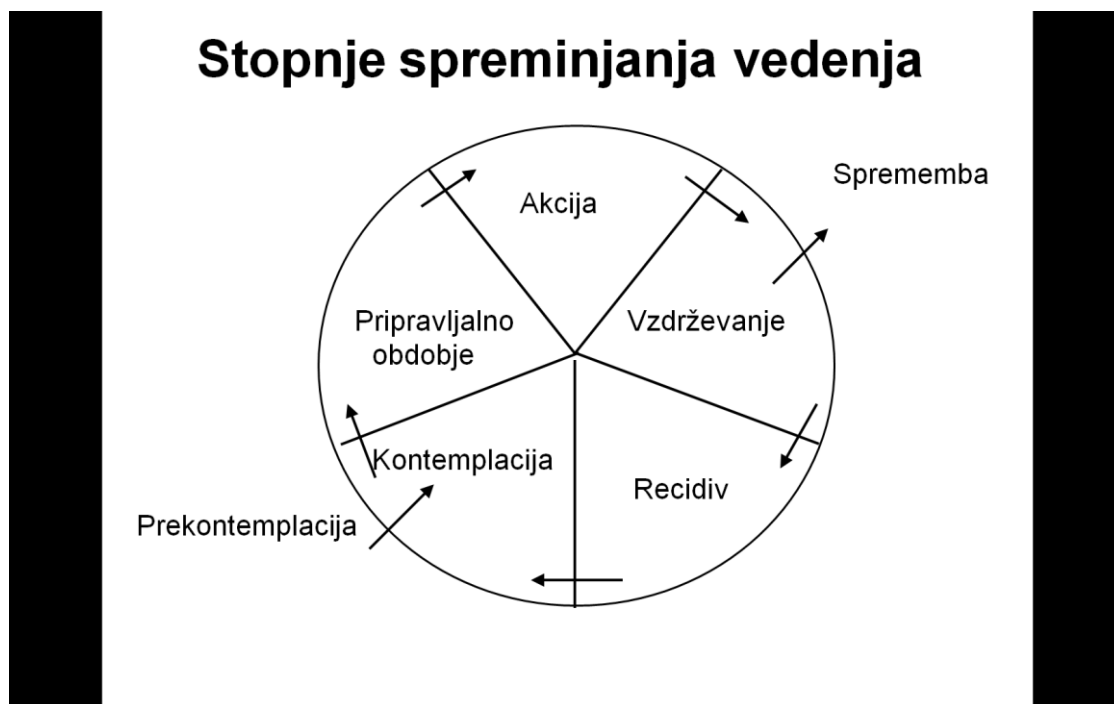 Stopnje spreminjanja vedenja
Sprememba
Akcija
Pripravljalno
obdobje
Vzdrževanje
Kontemplacija
Recidiv
Prekontemplacija